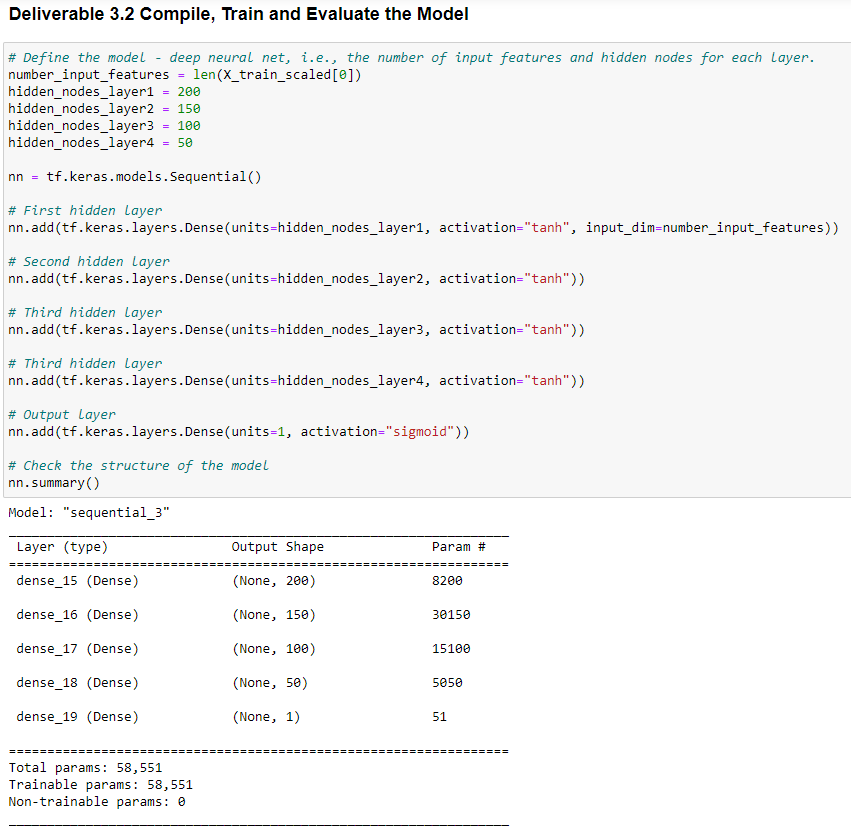 Deliverable 3.2 Compile, Train and Evaluate the Model
# Define the model - deep neural net, i.e., the number of input features and hidden nodes for each layer.
number_input_features = len(X_train_scaled[0])
hidden_nodes_layer1 = 200
hidden_nodes_layer2 = 150
hidden_nodes_layer3 = 100
hidden_nodes_layer4 = 50
nn = tf.keras.models.Sequential()
# First hidden layer
nn.add(tf.keras.layers.Dense(units=hidden_nodes_layer1, activation="tanh", input_dim=number_input_features))
# Second hidden layer
nn.add(tf.keras.layers.Dense(units=hidden_nodes_layer2, activation="tanh"))
# Third hidden layer
nn.add(tf.keras.layers.Dense(units=hidden_nodes_layer3, activation="tanh"))
# Third hidden layer
nn.add(tf.keras.layers.Dense(units=hidden_nodes_layer4, activation="tanh"))
# Output layer
nn.add(tf.keras.layers.Dense(units=1, activation="sigmoid"))
# Check the structure of the model
nn.summary()
Model: "sequential_3"
_________________________________________________________________
Layer (type) Output Shape Param #
=================================================================
dense_15 (Dense) (None, 200) 8200
dense_16 (Dense) (None, 150) 30150
dense_17 (Dense) (None, 100) 15100
dense_18 (Dense) (None, 50) 5050
dense_19 (Dense) (None, 1) 51
=================================================================
Total params: 58,551
Trainable params: 58,551
Non-trainable params: 0
_________________________________________________________________